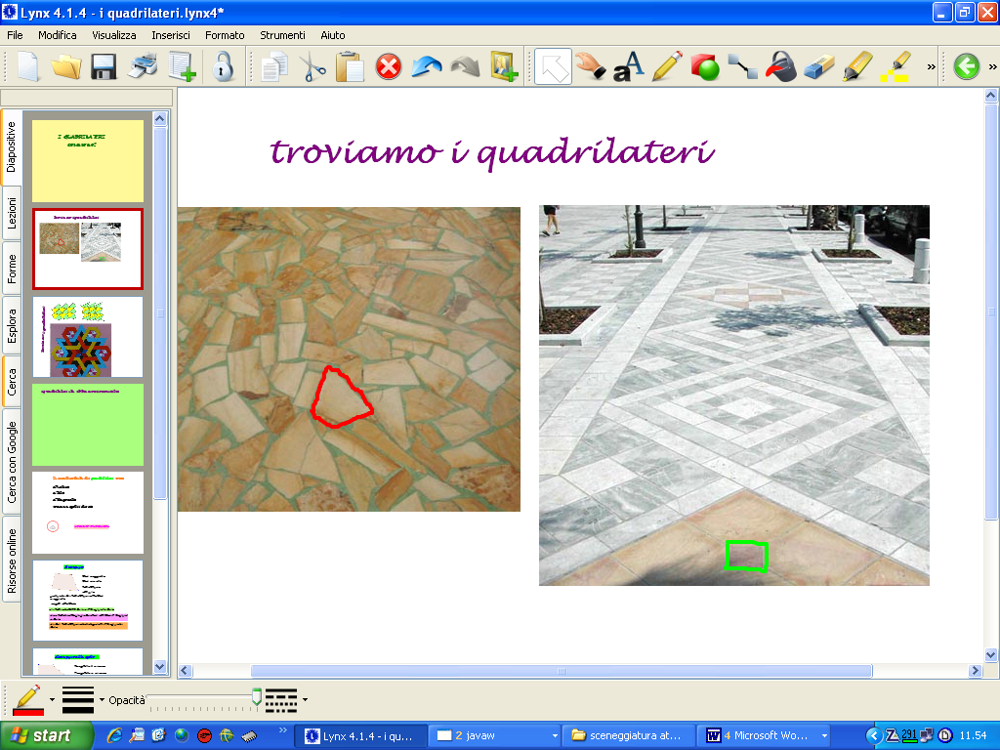 Lynx 4.1.4 - i quadrilateri.lynx4*
File Modifica Visualizza Inserisci Formato Strumenti Aiuto
Diapositive
Lezioni
Forme
Esplora
Cerca
Cerca con Google
Risorse online
troviamo i quadrilateri
Opacità
start
Lynx 4.1.4 - i qu...
2 javaw
sceneggiatura at...
4 Microsoft Wo...
291
11.54